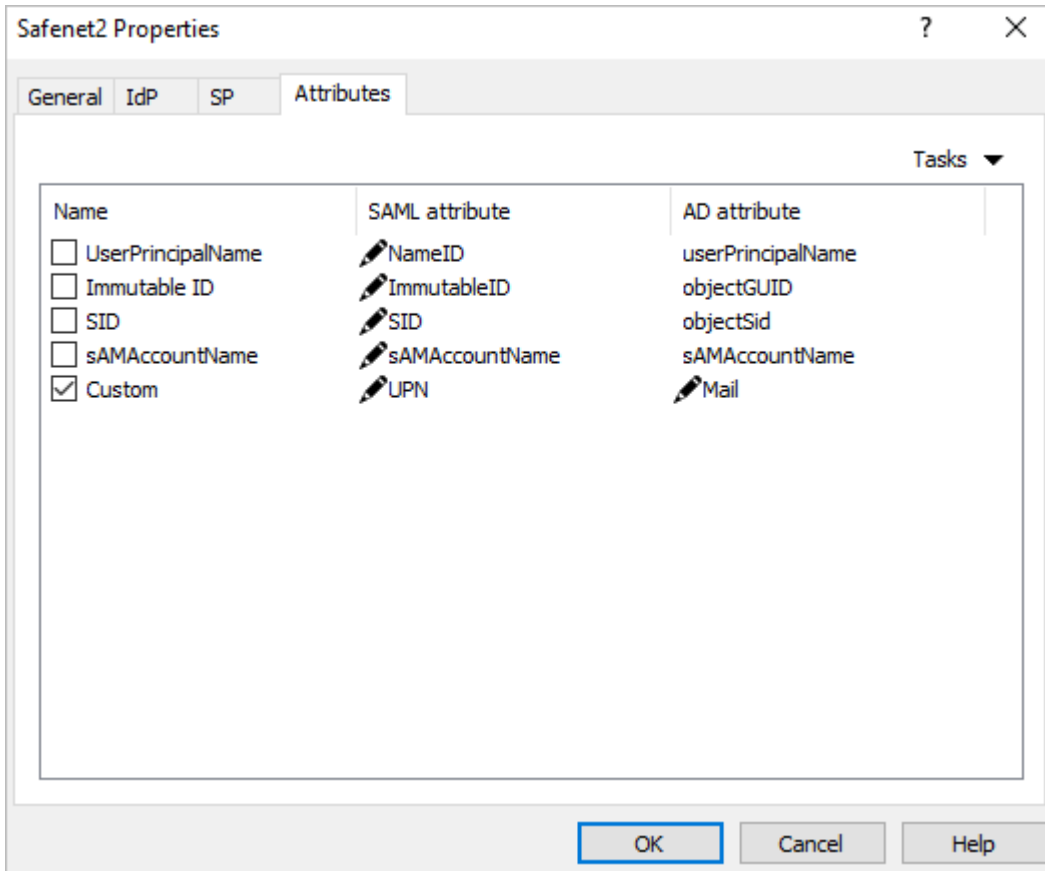 Safenet2 Properties ? ×
General IdP SP Attributes
Tasks
Name SAML attribute AD attribute
UserPrincipalName NameID userPrincipalName
Immutable ID ImmutableID objectGUID
SID SID objectSid
sAMAccountName sAMAccountName sAMAccountName
Custom UPN Mail
OK Cancel Help